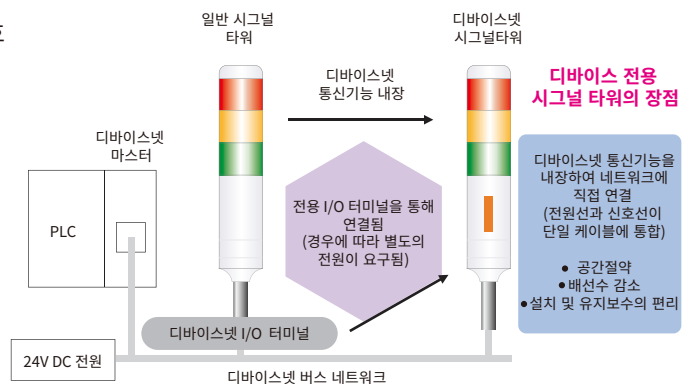 일반 시그널
타워
디바이스넷
시그널타워
디바이스넷
통신기능 내장
디바이스 전용
시그널 타워의 장점
디바이스넷
마스터
PLC
전용 I/O 터미널을 통해
연결됨
(경우에 따라 별도의
전원이 요구됨)
디바이스넷 통신기능을
내장하여 네트워크에
직접 연결
(전원선과 신호선이
단일 케이블에 통합)
● 공간절약
●배선수 감소
●설치 및 유지보수의 편리
디바이스넷 I/O 터미널
24V DC 전원
디바이스넷 버스 네트워크